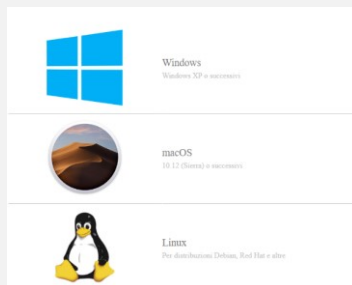 Windows
Windows XP o successivi
macOS
10.12 (Sierra) o successivi
Linux
Per distribuzioni Debian, Red Hat e altre